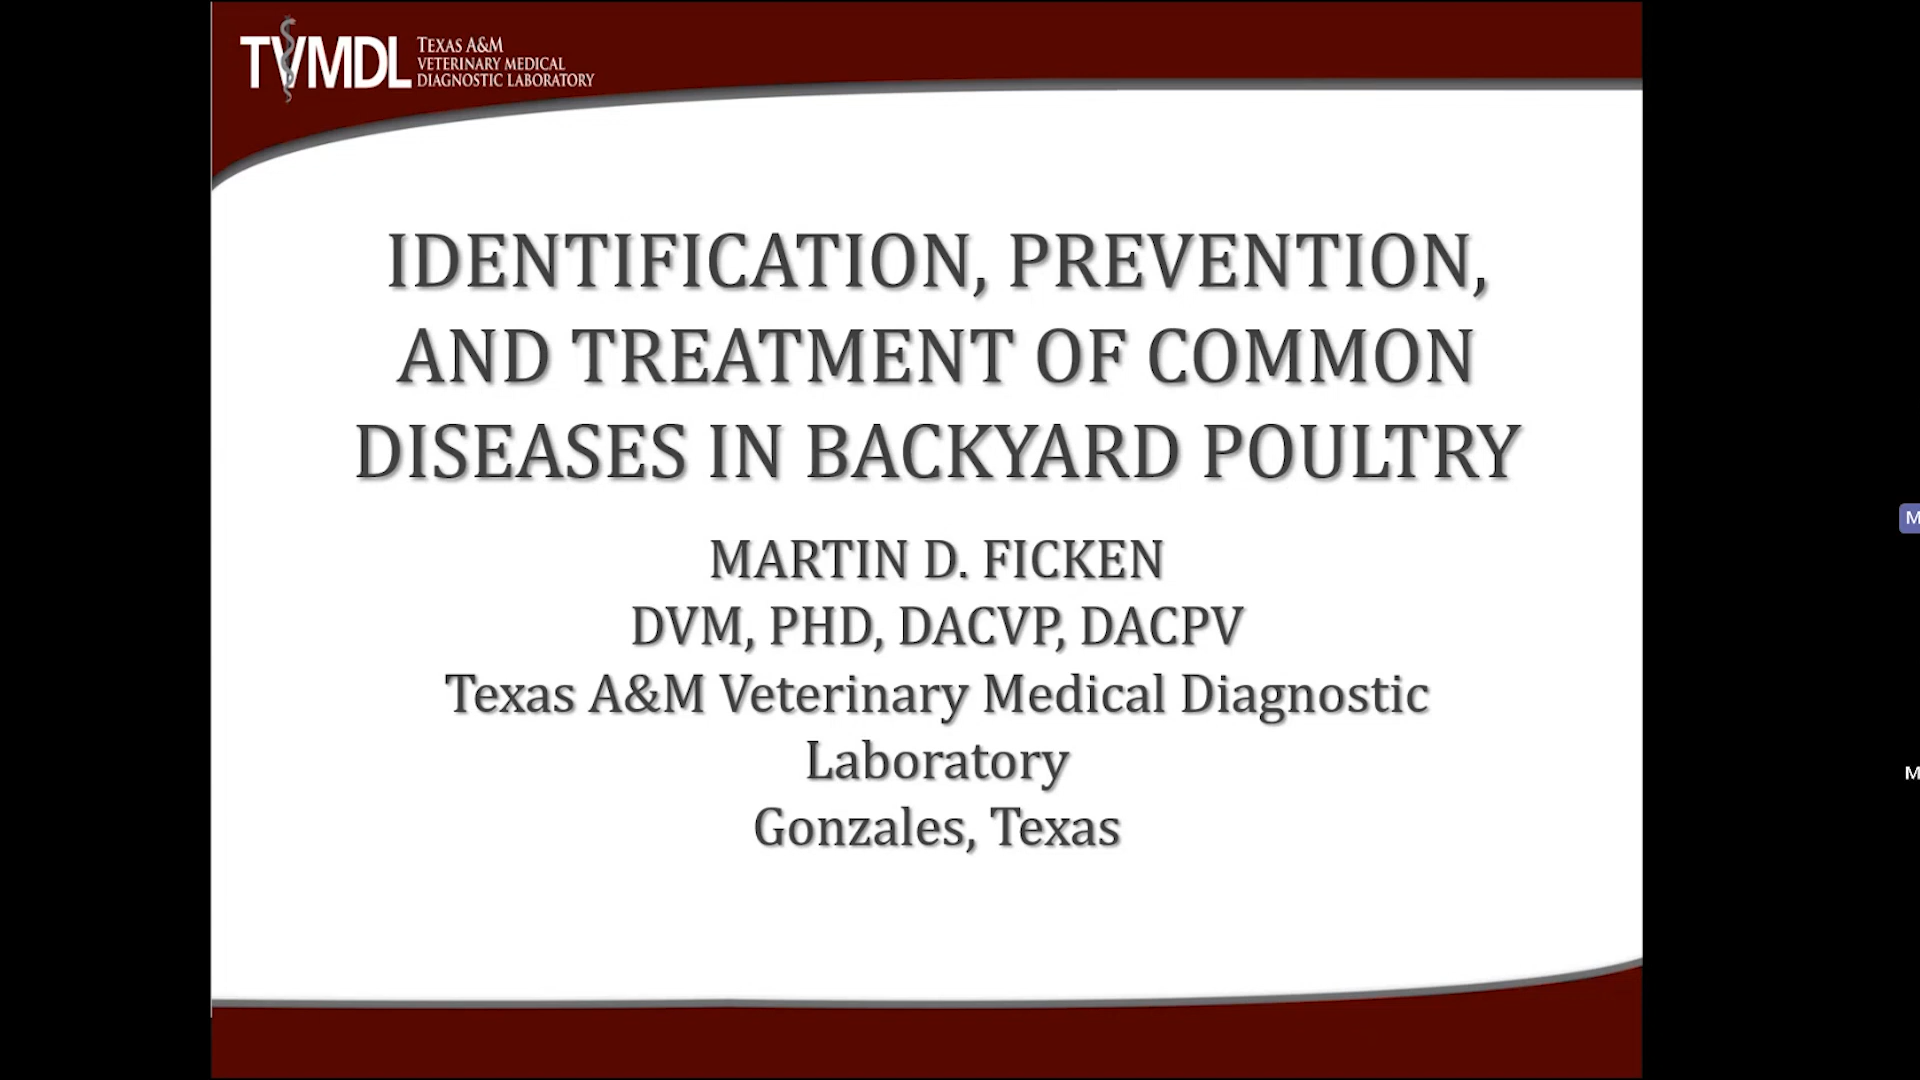 TVMDL
TEXAS A&M
VETERINARY MEDICAL
DIAGNOSTIC LABORATORY
IDENTIFICATION, PREVENTION,
AND TREATMENT OF COMMON
DISEASES IN BACKYARD POULTRY
MARTIN D. FICKEN
DVM, PHD, DACVP, DACPV
Texas A&M Veterinary Medical Diagnostic
Laboratory
Gonzales, Texas
M
M